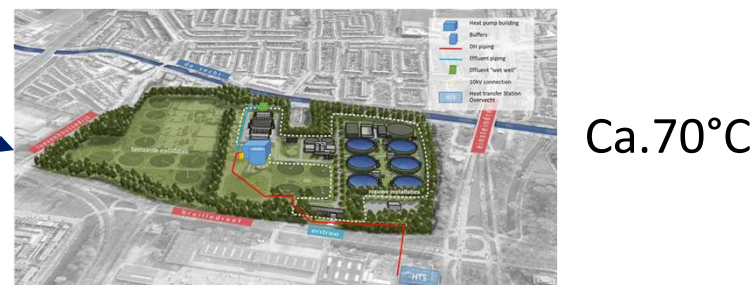 Heat pump building
Buffers
DH piping
Effluent piping
Effluent "wet well"
10kV connection
HTS
Heat transfer Station
Overvecht
de vecht
bestaande installaties
nieuwe installaties
brailledreef
entree
HTS
Ca.70°C